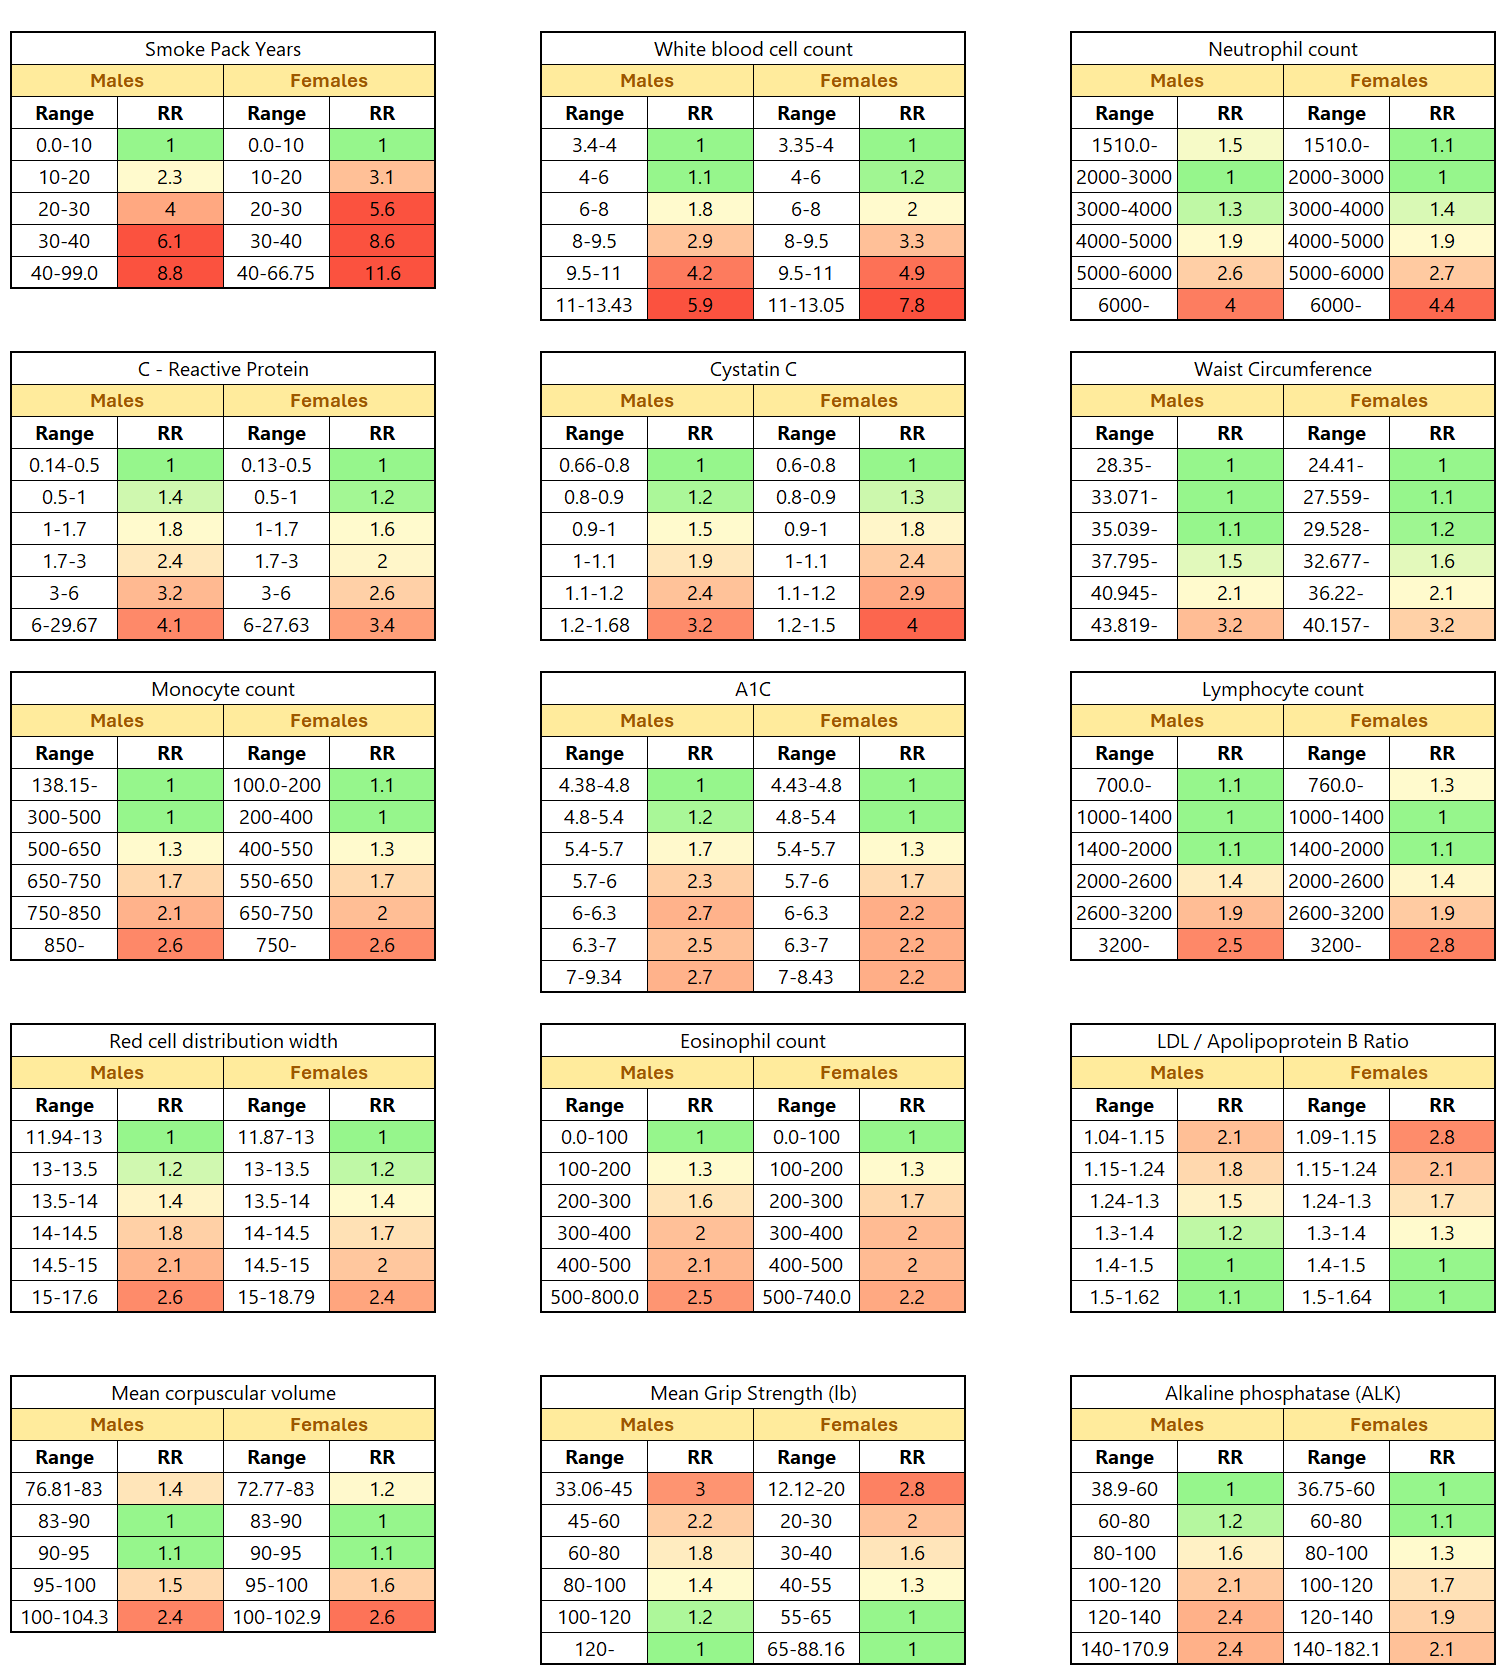 Smoke Pack Years
Males Females
Range RR Range RR
0.0-10 1 0.0-10 1
10-20 2.3 10-20 3.1
20-30 4 20-30 5.6
30-40 6.1 30-40 8.6
40-99.0 8.8 40-66.75 11.6
White blood cell count
Males Females
Range RR Range RR
3.4-4 1 3.35-4 1
4-6 1.1 4-6 1.2
6-8 1.8 6-8 2
8-9.5 2.9 8-9.5 3.3
9.5-11 4.2 9.5-11 4.9
11-13.43 5.9 11-13.05 7.8
Neutrophil count
Males Females
Range RR Range RR
1510.0- 1.5 1510.0- 1.1
2000-3000 1 2000-3000 1
3000-4000 1.3 3000-4000 1.4
4000-5000 1.9 4000-5000 1.9
5000-6000 2.6 5000-6000 2.7
6000- 4 6000- 4.4
C - Reactive Protein
Males Females
Range RR Range RR
0.14-0.5 1 0.13-0.5 1
0.5-1 1.4 0.5-1 1.2
1-1.7 1.8 1-1.7 1.6
1.7-3 2.4 1.7-3 2
3-6 3.2 3-6 2.6
6-29.67 4.1 6-27.63 3.4
Cystatin C
Males Females
Range RR Range RR
0.66-0.8 1 0.6-0.8 1
0.8-0.9 1.2 0.8-0.9 1.3
0.9-1 1.5 0.9-1 1.8
1-1.1 1.9 1-1.1 2.4
1.1-1.2 2.4 1.1-1.2 2.9
1.2-1.68 3.2 1.2-1.5 4
Waist Circumference
Males Females
Range RR Range RR
28.35- 1 24.41- 1
33.071- 1 27.559- 1.1
35.039- 1.1 29.528- 1.2
37.795- 1.5 32.677- 1.6
40.945- 2.1 36.22- 2.1
43.819- 3.2 40.157- 3.2
Monocyte count
Males Females
Range RR Range RR
138.15- 1 100.0-200 1.1
300-500 1 200-400 1
500-650 1.3 400-550 1.3
650-750 1.7 550-650 1.7
750-850 2.1 650-750 2
850- 2.6 750- 2.6
A1C
Males Females
Range RR Range RR
4.38-4.8 1 4.43-4.8 1
4.8-5.4 1.2 4.8-5.4 1
5.4-5.7 1.7 5.4-5.7 1.3
5.7-6 2.3 5.7-6 1.7
6-6.3 2.7 6-6.3 2.2
6.3-7 2.5 6.3-7 2.2
7-9.34 2.7 7-8.43 2.2
Lymphocyte count
Males Females
Range RR Range RR
700.0- 1.1 760.0- 1.3
1000-1400 1 1000-1400 1
1400-2000 1.1 1400-2000 1.1
2000-2600 1.4 2000-2600 1.4
2600-3200 1.9 2600-3200 1.9
3200- 2.5 3200- 2.8
Red cell distribution width
Males Females
Range RR Range RR
11.94-13 1 11.87-13 1
13-13.5 1.2 13-13.5 1.2
13.5-14 1.4 13.5-14 1.4
14-14.5 1.8 14-14.5 1.7
14.5-15 2.1 14.5-15 2
15-17.6 2.6 15-18.79 2.4
Eosinophil count
Males Females
Range RR Range RR
0.0-100 1 0.0-100 1
100-200 1.3 100-200 1.3
200-300 1.6 200-300 1.7
300-400 2 300-400 2
400-500 2.1 400-500 2
500-800.0 2.5 500-740.0 2.2
LDL / Apolipoprotein B Ratio
Males Females
Range RR Range RR
1.04-1.15 2.1 1.09-1.15 2.8
1.15-1.24 1.8 1.15-1.24 2.1
1.24-1.3 1.5 1.24-1.3 1.7
1.3-1.4 1.2 1.3-1.4 1.3
1.4-1.5 1 1.4-1.5 1
1.5-1.62 1.1 1.5-1.64 1
Mean corpuscular volume
Males Females
Range RR Range RR
76.81-83 1.4 72.77-83 1.2
83-90 1 83-90 1
90-95 1.1 90-95 1.1
95-100 1.5 95-100 1.6
100-104.3 2.4 100-102.9 2.6
Mean Grip Strength (lb)
Males Females
Range RR Range RR
33.06-45 3 12.12-20 2.8
45-60 2.2 20-30 2
60-80 1.8 30-40 1.6
80-100 1.4 40-55 1.3
100-120 1.2 55-65 1
120- 1 65-88.16 1
Alkaline phosphatase (ALK)
Males Females
Range RR Range RR
38.9-60 1 36.75-60 1
60-80 1.2 60-80 1.1
80-100 1.6 80-100 1.3
100-120 2.1 100-120 1.7
120-140 2.4 120-140 1.9
140-170.9 2.4 140-182.1 2.1